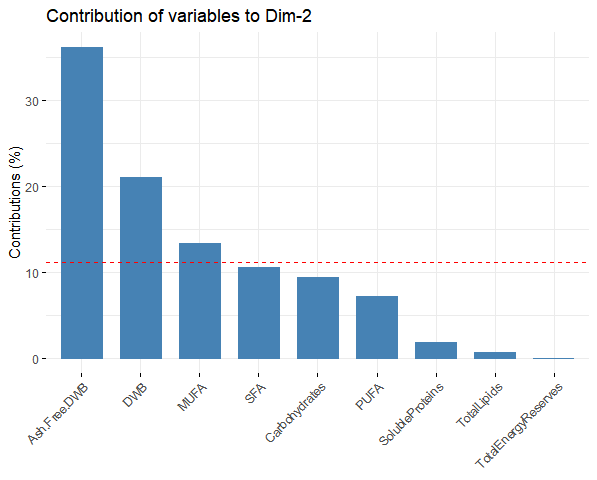 Contribution of variables to Dim-2
Contributions (%)
30
20
10
0
Ash.Free.DWB
DWB
MUFA
SFA
Carbohydrates
PUFA
SolubleProteins
TotalLipids
TotalEnergyReserves